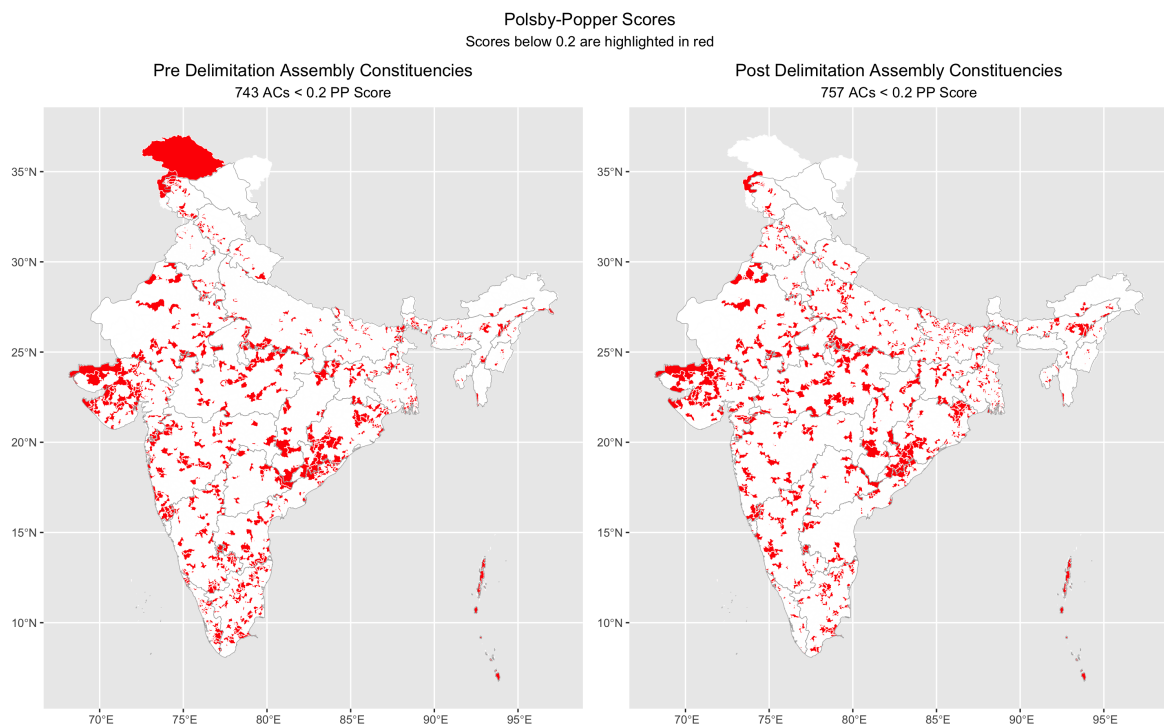 Polsby-Popper Scores
Scores below 0.2 are highlighted in red
Pre Delimitation Assembly Constituencies
743 ACs < 0.2 PP Score
35°N
30°N
25°N
20°N
15°N
10°N
70°E 75°E 80°E 85°E 90°E 95°E
Post Delimitation Assembly Constituencies
757 ACs < 0.2 PP Score
35°N
30°N
25°N
20°N
15°N
10°N
70°E 75°E 80°E 85°E 90°E 95°E